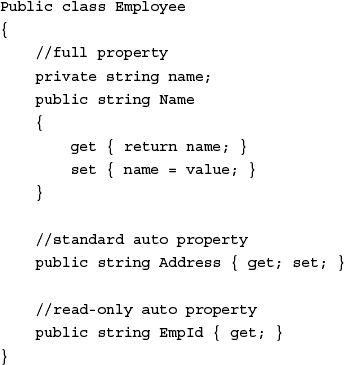 Public class Employee
{
    //full property
    private string name;
    public string Name
    {
        get { return name; }
        set { name = value; }
    }

    //standard auto property
    public string Address { get; set; }

    //read-only auto property
    public string EmpId { get; }
}